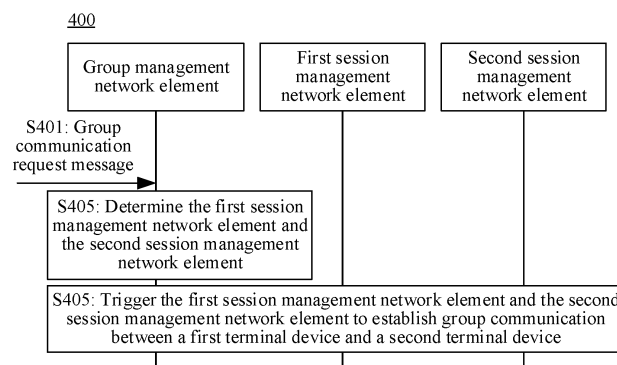 400
Group management
network element
First session
management
network element
Second session
management
network element
S401: Group
communication
request message
S405: Determine the first session
management network element and
the second session management
network element
S405: Trigger the first session management network element and the second
session management network element to establish group communication
between a first terminal device and a second terminal device